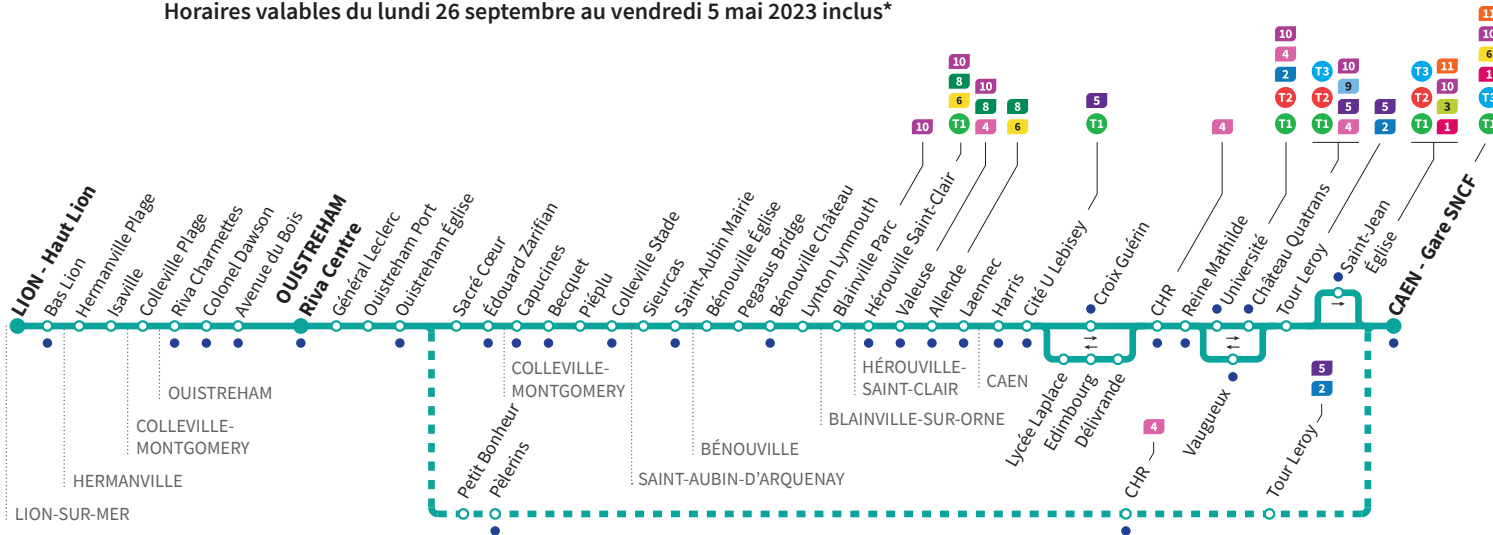 Horaires valables du lundi 26 septembre au vendredi 5 mai 2023 inclus*
LION - Haut Lion
Bas Lion
Hermanville Plage
Isaville
Colleville Plage
Riva Charmettes
Colonel Dawson
Avenue du Bois
OUISTREHAM
Riva Centre
Général Leclerc
Ouistreham Port
Ouistreham Église
Sacré Cœur
Édouard Zarifian
Capucines
Becquet
Piéplu
Colleville Stade
Sieurcas
Saint-Aubin Mairie
Bénouville Église
Pegasus Bridge
Bénouville Château
Lynton Lynmouth
Blainville Parc
10
Hérouville Saint-Clair
10
8
6
T1
Valeuse
10
8
4
Allende
8
6
Laennec
Harris
Cité U Lebisey
5
T1
Croix Guérin
CHR
4
Reine Mathilde
Université
10
4
2
T2
T1
Château Quatrans
T3
10
T2
9
5
T1
4
Tour Leroy
5
2
Saint-Jean
Église
T3
11
T2
10
3
T1
1
CAEN - Gare SNCF
11
10
6
1
T3
T1
Lycée Laplace
Edimbourg
Délivrande
Vaugueux
Petit Bonheur
Pèlerins
CHR
4
Tour Leroy
5
2
LION-SUR-MER
HERMANVILLE
COLLEVILLE-
MONTGOMERY
OUISTREHAM
COLLEVILLE-
MONTGOMERY
SAINT-AUBIN-D'ARQUENAY
BÉNOUVILLE
BLAINVILLE-SUR-ORNE
HÉROUVILLE-
SAINT-CLAIR
CAEN